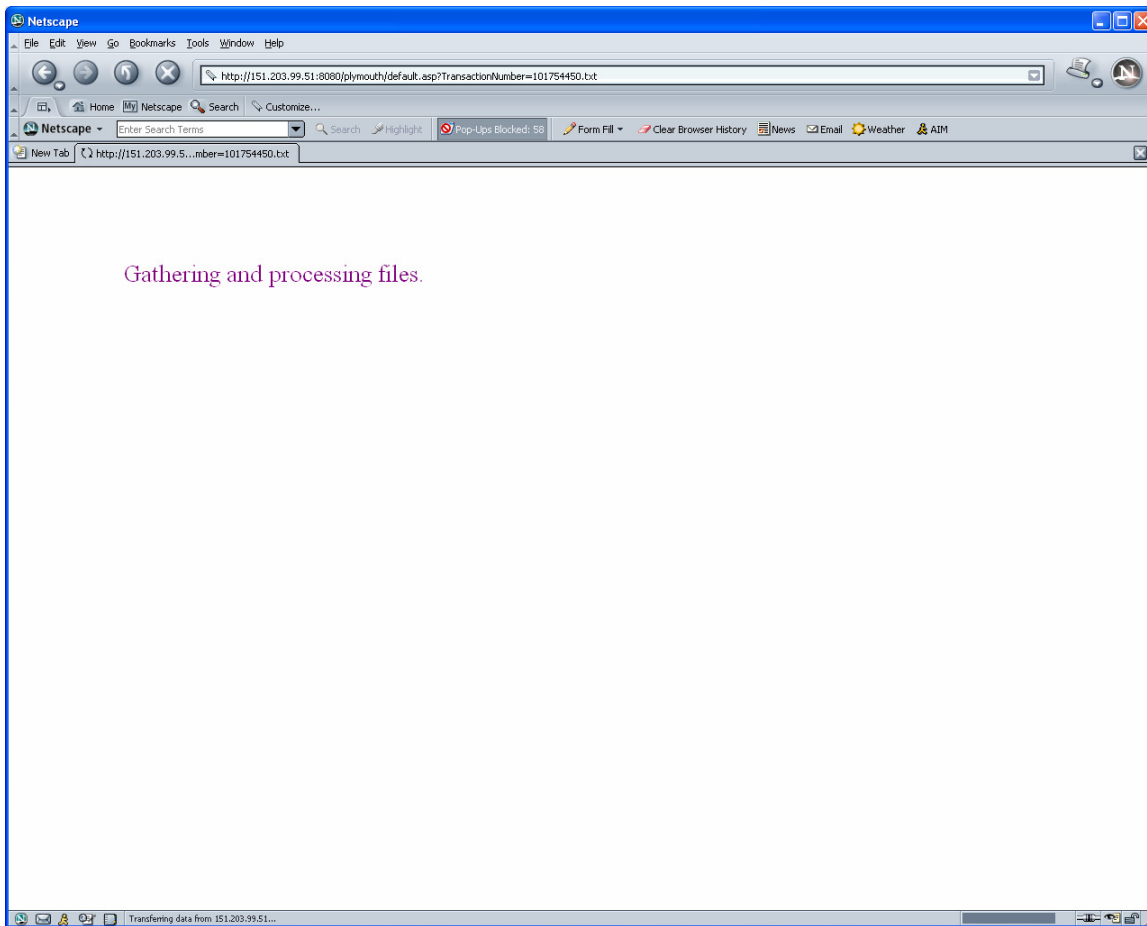 Netscape
File Edit View Go Bookmarks Tools Window Help
http://151.203.99.51:8080/plymouth/default.asp?TransactionNumber=101754450.txt
N
Home My Netscape Search Customize...
Netscape Enter Search Terms Search Highlight Pop-Ups Blocked: 58 Form Fill Clear Browser History News Email Weather AIM
New Tab http://151.203.99.5...mber=101754450.txt
Gathering and processing files.
Transferring data from 151.203.99.51...